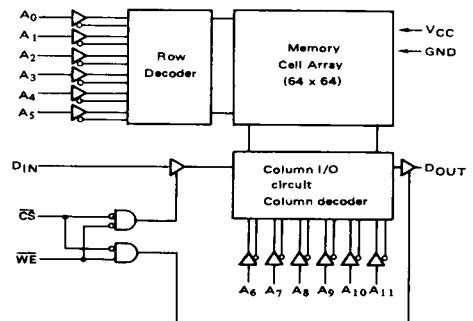 A0
A1
A2
A3
A4
A5
Row
Decoder
Memory
Cell Array
(64 x 64)
VCC
GND
DIN
Column I/O
circuit
Column decoder
DOUT
CS
WE
A6 A7 A8 A9 A10 A11